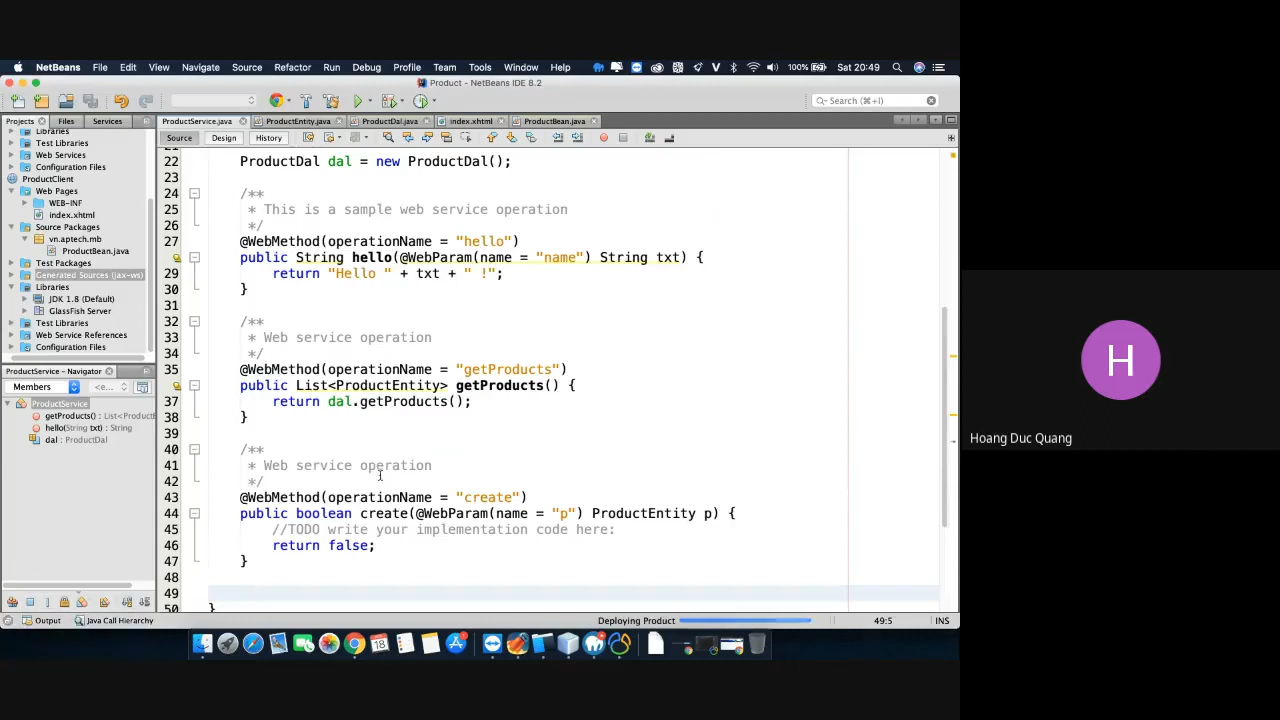 NetBeans File Edit View Navigate Source Refactor Run Debug Profile Team Tools Window Help 100% Sat 20:49
Product - NetBeans IDE 8.2
Search (⌘+I)
Projects Files Services ProductService.java ProductEntity.java ProductDal.java index.xhtml ProductBean.java
Source Design History
Libraries
Test Libraries
Web Services
Configuration Files
ProductClient
Web Pages
WEB-INF
index.xhtml
Source Packages
vn.aptech.mb
ProductBean.java
Test Packages
Generated Sources (jax-ws)
Libraries
JDK 1.8 (Default)
GlassFish Server
Test Libraries
Web Service References
Configuration Files
ProductService - Navigator
Members <e...
ProductService
getProducts() : List<ProductE
hello(String txt) : String
dal : ProductDal
22 ProductDal dal = new ProductDal();
23
24 /**
25 * This is a sample web service operation
26 */
27 @WebMethod(operationName = "hello")
public String hello(@WebParam(name = "name") String txt) {
29 return "Hello " + txt + " !";
30 }
31
32 /**
33 * Web service operation
34 */
35 @WebMethod(operationName = "getProducts")
public List<ProductEntity> getProducts() {
37 return dal.getProducts();
38 }
39
40 /**
41 * Web service operation
42 */
43 @WebMethod(operationName = "create")
44 public boolean create(@WebParam(name = "p") ProductEntity p) {
45 //TODO write your implementation code here:
46 return false;
47 }
48
49
50 }
Output Java Call Hierarchy Deploying Product 49:5 INS
18
H
Hoang Duc Quang